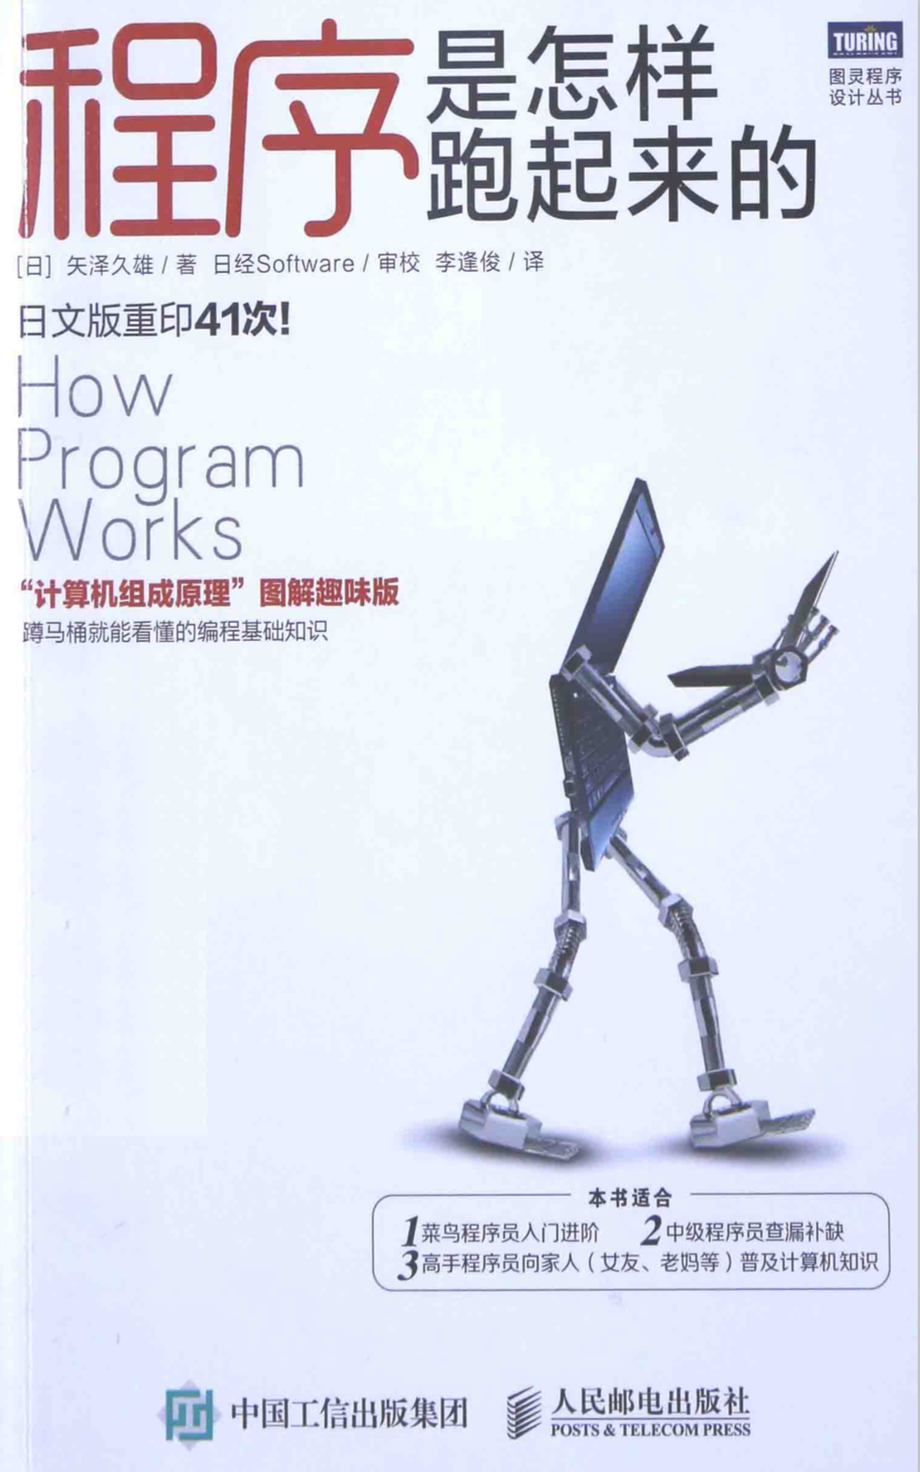 程序是怎样跑起来的
TURING
图灵程序
设计丛书
[日] 矢泽久雄 / 著 日经Software / 审校 李逢俊 / 译
日文版重印41次!
How
Program
Works
“计算机组成原理”图解趣味版
蹲马桶就能看懂的编程基础知识
本书适合
1菜鸟程序员入门进阶 2中级程序员查漏补缺
3高手程序员向家人(女友、老妈等)普及计算机知识
中国工信出版集团
人民邮电出版社
POSTS & TELECOM PRESS